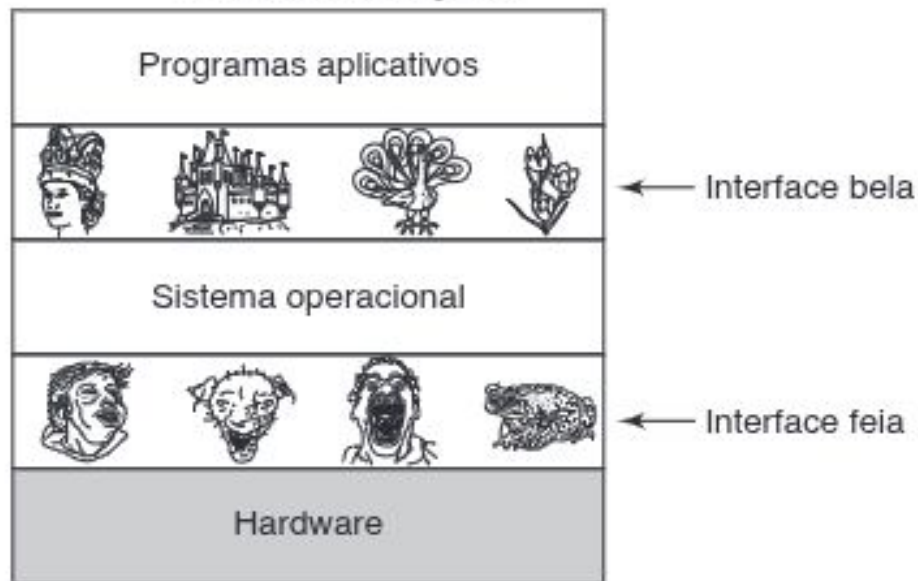 Programas aplicativos
Interface bela
Sistema operacional
Interface feia
Hardware